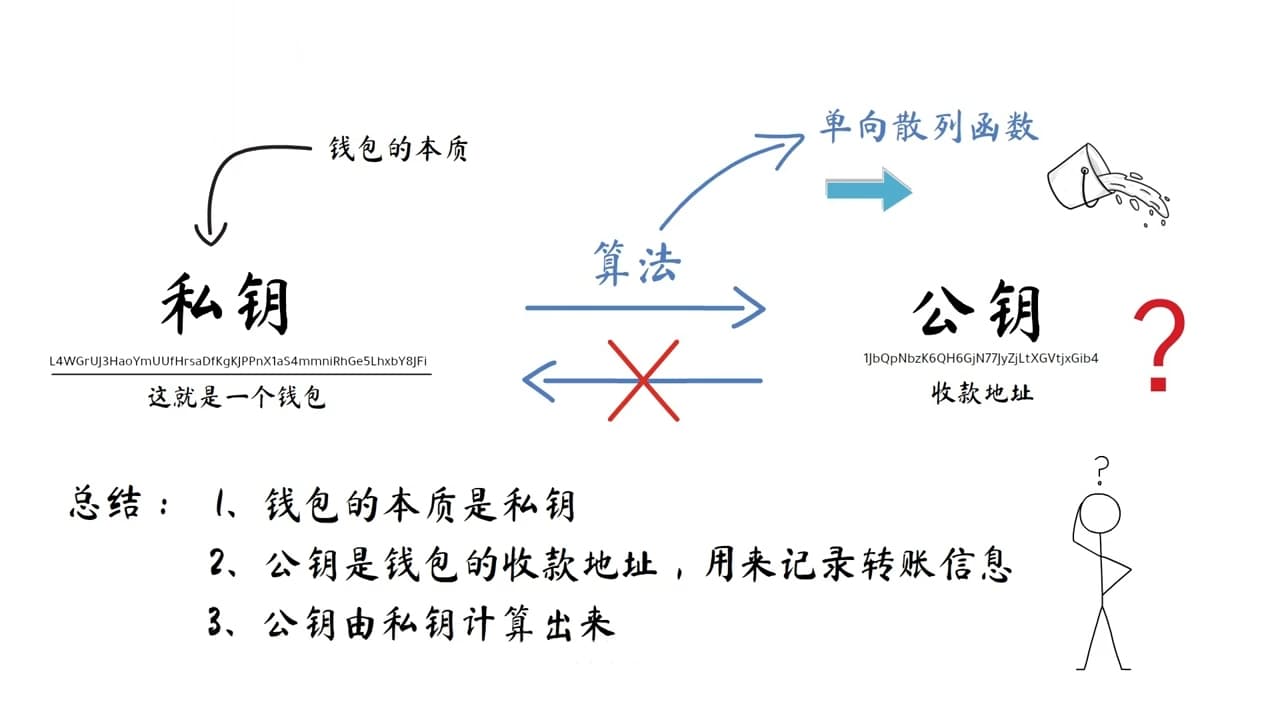 钱包的本质
单向散列函数
算法
私钥
公钥
?
L4WGrUJ3HaoYmUUfHrsaDfKgKJPPnX1aS4mmniRhGe5LhxbY8JFi
1JbQpNbzK6QH6GjN77JyZjLtXGVtjxGib4
这就是一个钱包
收款地址
?
总结： 1、钱包的本质是私钥
2、公钥是钱包的收款地址，用来记录转账信息
3、公钥由私钥计算出来